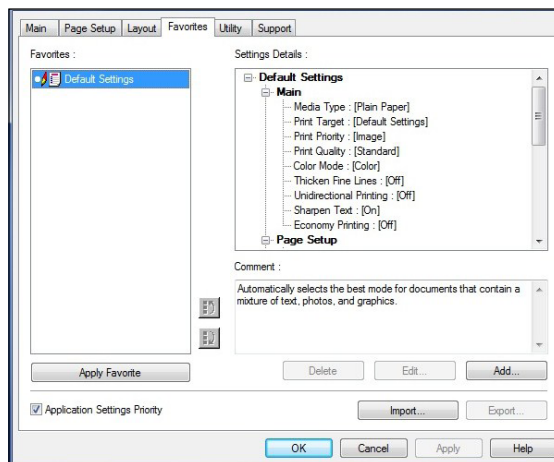 Main Page Setup Layout Favorites Utility Support
Favorites :
Default Settings
Settings Details :
Default Settings
Main
Media Type : [Plain Paper]
Print Target : [Default Settings]
Print Priority : [Image]
Print Quality : [Standard]
Color Mode : [Color]
Thicken Fine Lines : [Off]
Unidirectional Printing : [Off]
Sharpen Text : [On]
Economy Printing : [Off]
Page Setup
Comment :
Automatically selects the best mode for documents that contain a
mixture of text, photos, and graphics.
Apply Favorite
Delete Edit... Add...
Application Settings Priority
Import... Export...
OK Cancel Apply Help